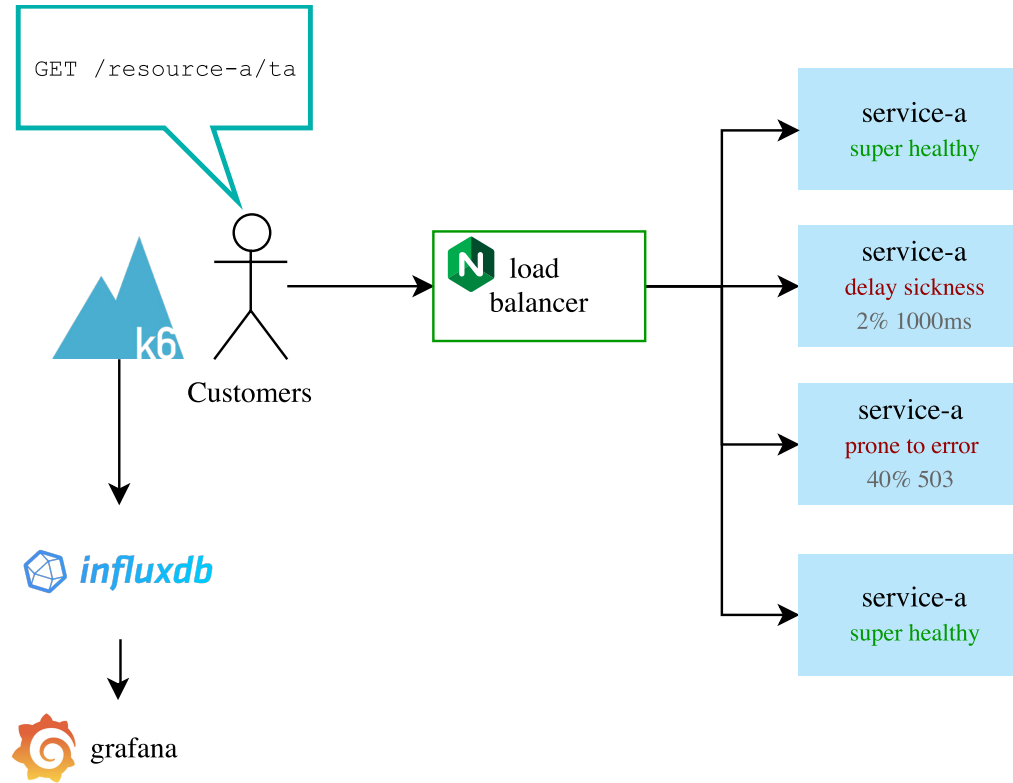 GET /resource-a/ta
k6
Customers
influxdb
grafana
N
load
balancer
service-a
super healthy
service-a
delay sickness
2% 1000ms
service-a
prone to error
40% 503
service-a
super healthy